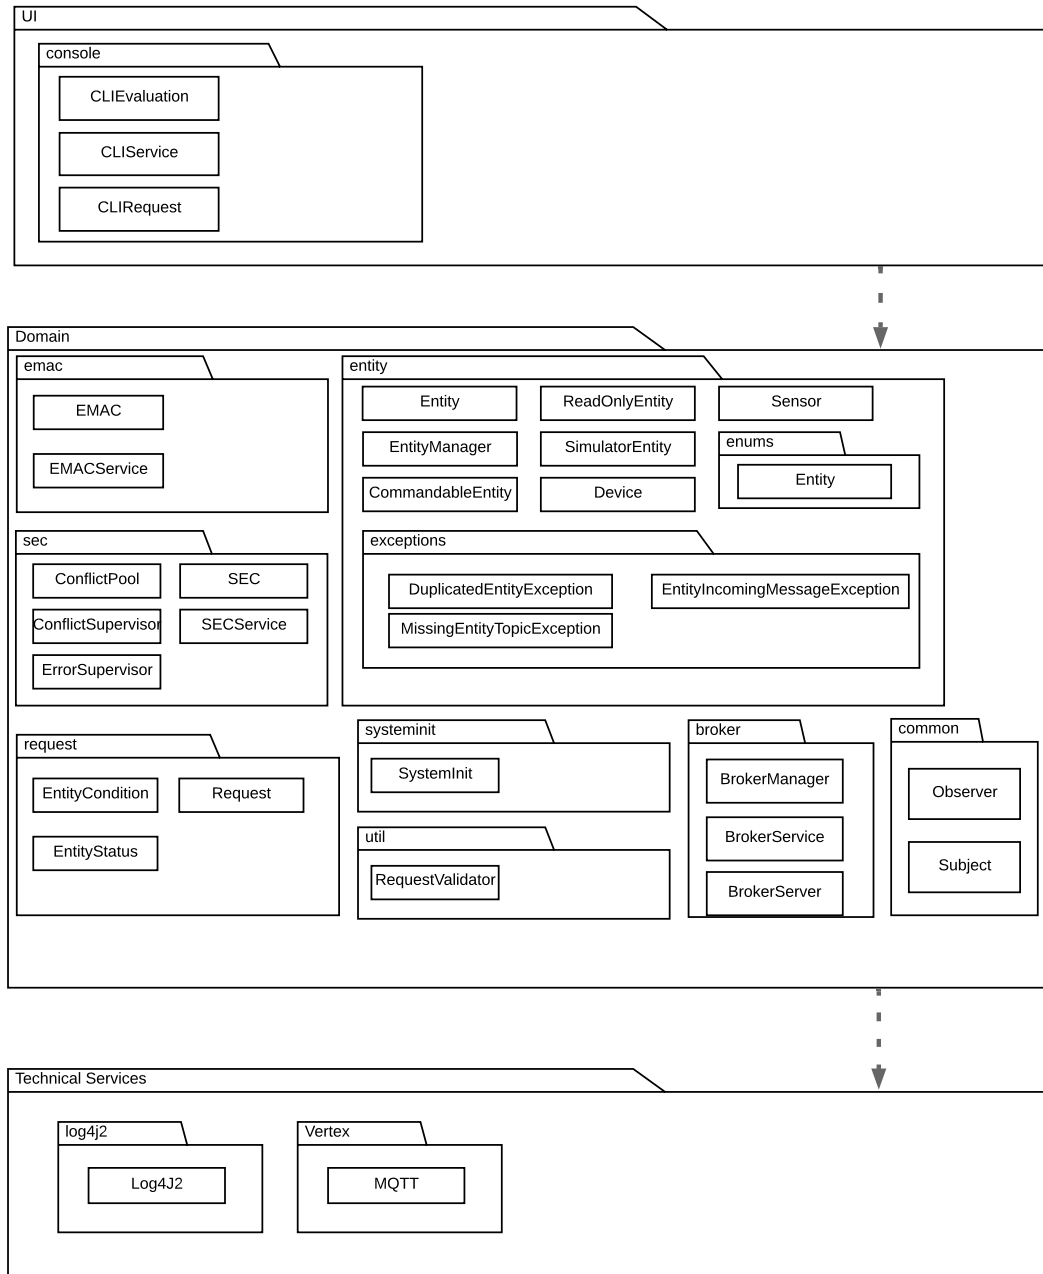 UI
console
CLIEvaluation
CLIService
CLIRequest
Domain
emac
EMAC
EMACService
entity
Entity
ReadOnlyEntity
Sensor
EntityManager
SimulatorEntity
CommandableEntity
Device
enums
Entity
exceptions
DuplicatedEntityException
EntityIncomingMessageException
MissingEntityTopicException
sec
ConflictPool
SEC
ConflictSupervisor
SECService
ErrorSupervisor
request
EntityCondition
Request
EntityStatus
systeminit
SystemInit
util
RequestValidator
broker
BrokerManager
BrokerService
BrokerServer
common
Observer
Subject
Technical Services
log4j2
Log4J2
Vertex
MQTT